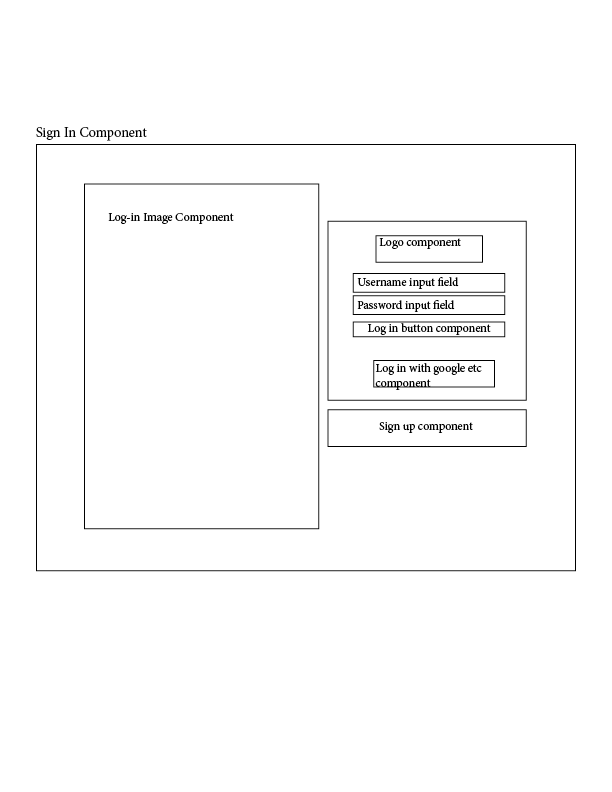 Sign In Component
Log-in Image Component
Logo component
Username input field
Password input field
Log in button component
Log in with google etc
component
Sign up component